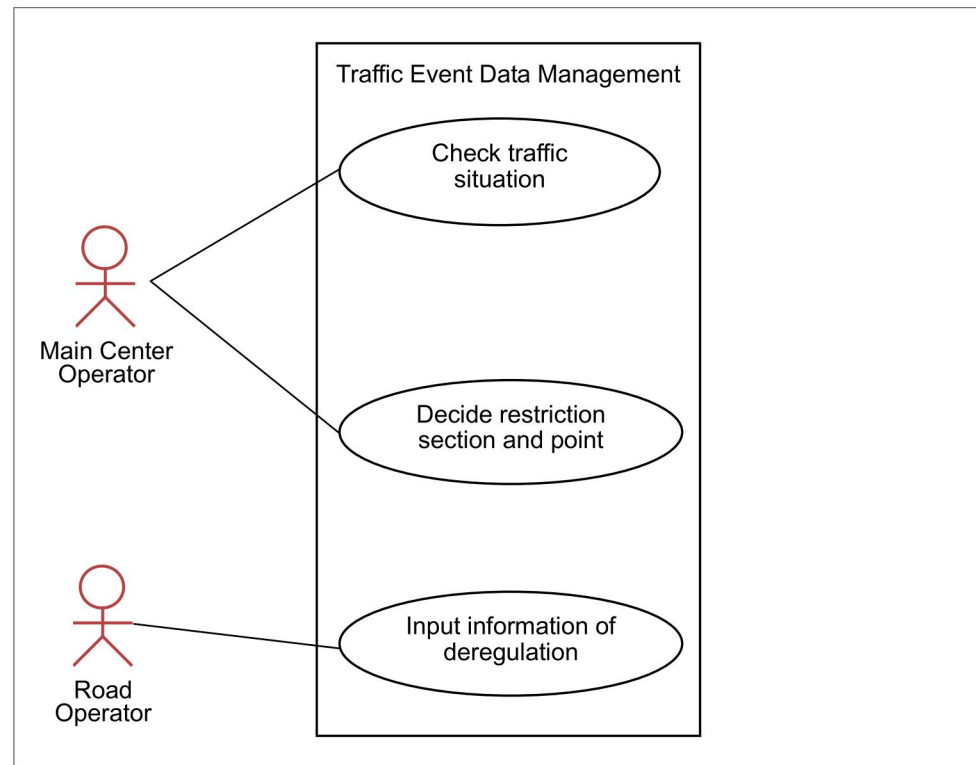 Traffic Event Data Management
Check traffic
situation
Main Center
Operator
Decide restriction
section and point
Input information of
deregulation
Road
Operator